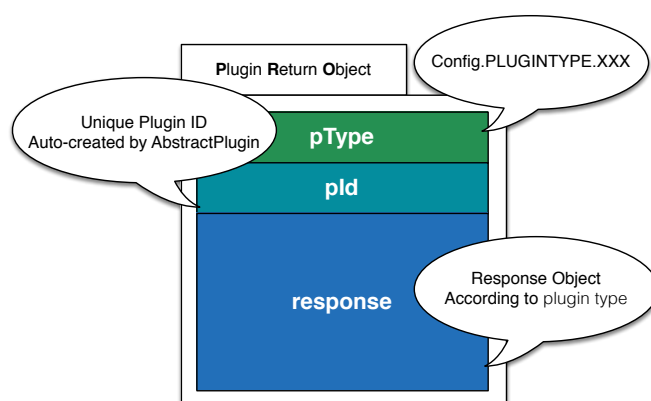 Plugin Return Object
Config.PLUGINTYPE.XXX
Unique Plugin ID
Auto-created by AbstractPlugin
pType
pId
response
Response Object
According to plugin type